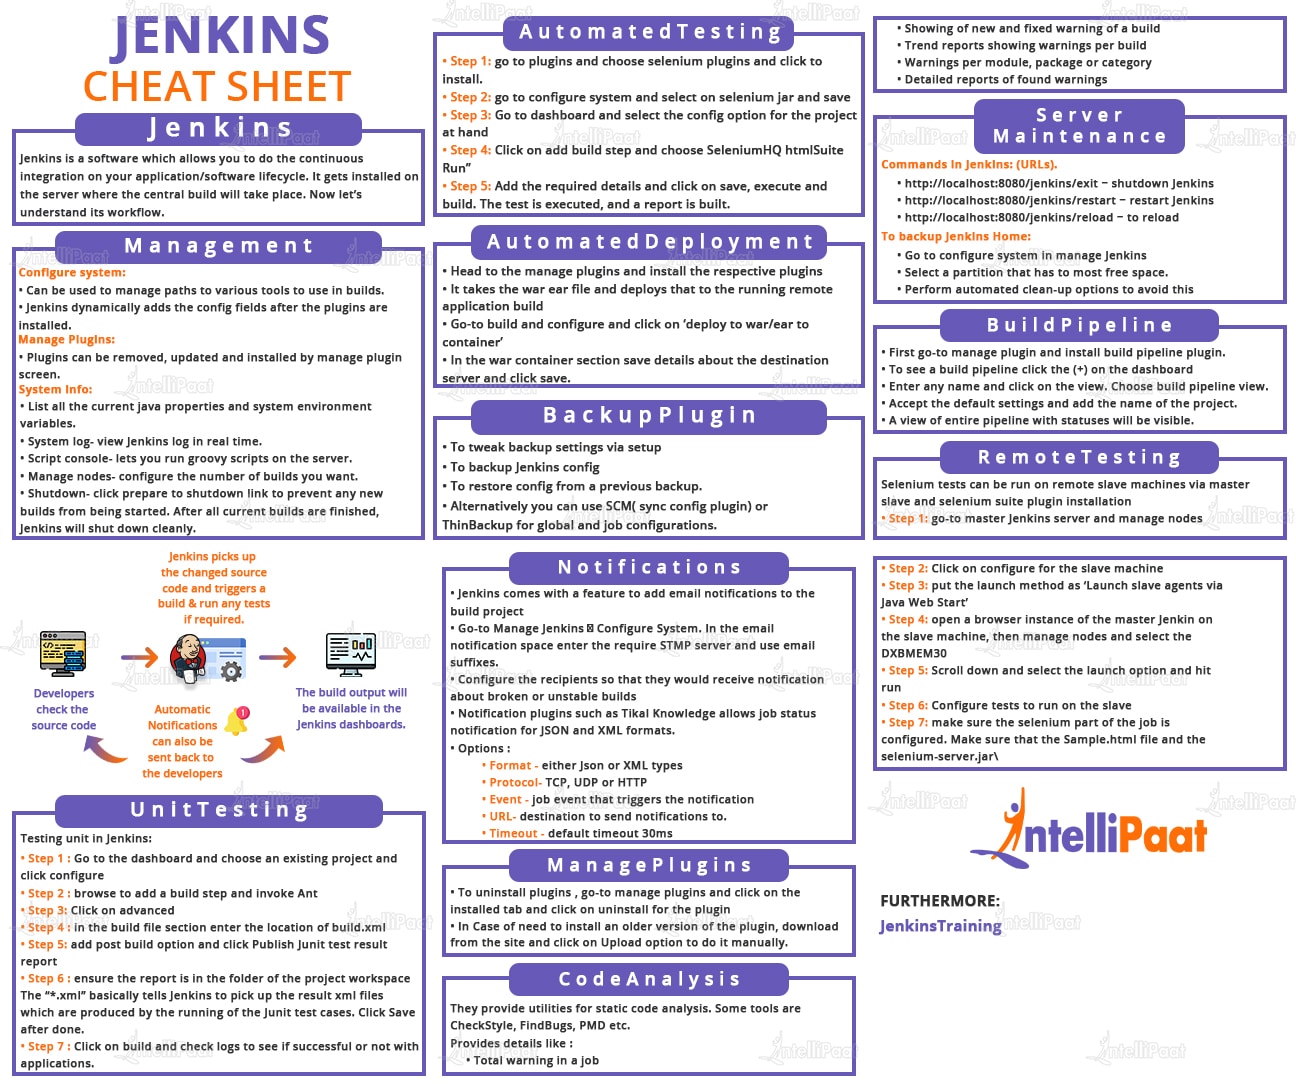 JENKINS
CHEAT SHEET
Jenkins
Jenkins is a software which allows you to do the continuous
integration on your application/software lifecycle. It gets installed on
the server where the central build will take place. Now let’s
understand its workflow.
Management
Configure system:
• Can be used to manage paths to various tools to use in builds.
• Jenkins dynamically adds the config fields after the plugins are
installed.
Manage Plugins:
• Plugins can be removed, updated and installed by manage plugin
screen.
System Info:
• List all the current java properties and system environment
variables.
• System log- view Jenkins log in real time.
• Script console- lets you run groovy scripts on the server.
• Manage nodes- configure the number of builds you want.
• Shutdown- click prepare to shutdown link to prevent any new
builds from being started. After all current builds are finished,
Jenkins will shut down cleanly.
Jenkins picks up
the changed source
code and triggers a
build & run any tests
if required.
Developers
check the
source code
Automatic
Notifications
can also be
sent back to
the developers
1
The build output will
be available in the
Jenkins dashboards.
UnitTesting
Testing unit in Jenkins:
• Step 1 : Go to the dashboard and choose an existing project and
click configure
• Step 2 : browse to add a build step and invoke Ant
• Step 3: Click on advanced
• Step 4 : in the build file section enter the location of build.xml
• Step 5: add post build option and click Publish Junit test result
report
• Step 6 : ensure the report is in the folder of the project workspace
The “*.xml” basically tells Jenkins to pick up the result xml files
which are produced by the running of the Junit test cases. Click Save
after done.
• Step 7 : Click on build and check logs to see if successful or not with
applications.
AutomatedTesting
• Step 1: go to plugins and choose selenium plugins and click to
install.
• Step 2: go to configure system and select on selenium jar and save
• Step 3: Go to dashboard and select the config option for the project
at hand
• Step 4: Click on add build step and choose SeleniumHQ htmlSuite
Run”
• Step 5: Add the required details and click on save, execute and
build. The test is executed, and a report is built.
AutomatedDeployment
• Head to the manage plugins and install the respective plugins
• It takes the war ear file and deploys that to the running remote
application build
• Go-to build and configure and click on ‘deploy to war/ear to
container’
• In the war container section save details about the destination
server and click save.
BackupPlugin
• To tweak backup settings via setup
• To backup Jenkins config
• To restore config from a previous backup.
• Alternatively you can use SCM( sync config plugin) or
ThinBackup for global and job configurations.
Notifications
• Jenkins comes with a feature to add email notifications to the
build project
• Go-to Manage Jenkins Configure System. In the email
notification space enter the require STMP server and use email
suffixes.
• Configure the recipients so that they would receive notification
about broken or unstable builds
• Notification plugins such as Tikal Knowledge allows job status
notification for JSON and XML formats.
• Options :
• Format - either Json or XML types
• Protocol- TCP, UDP or HTTP
• Event - job event that triggers the notification
• URL- destination to send notifications to.
• Timeout - default timeout 30ms
ManagePlugins
• To uninstall plugins , go-to manage plugins and click on the
installed tab and click on uninstall for the plugin
• In Case of need to install an older version of the plugin, download
from the site and click on Upload option to do it manually.
CodeAnalysis
They provide utilities for static code analysis. Some tools are
CheckStyle, FindBugs, PMD etc.
Provides details like :
• Total warning in a job
• Showing of new and fixed warning of a build
• Trend reports showing warnings per build
• Warnings per module, package or category
• Detailed reports of found warnings
Server
Maintenance
Commands in Jenkins: (URLs).
• http://localhost:8080/jenkins/exit – shutdown Jenkins
• http://localhost:8080/jenkins/restart – restart Jenkins
• http://localhost:8080/jenkins/reload – to reload
To backup Jenkins Home:
• Go to configure system in manage Jenkins
• Select a partition that has to most free space.
• Perform automated clean-up options to avoid this
BuildPipeline
• First go-to manage plugin and install build pipeline plugin.
• To see a build pipeline click the (+) on the dashboard
• Enter any name and click on the view. Choose build pipeline view.
• Accept the default settings and add the name of the project.
• A view of entire pipeline with statuses will be visible.
RemoteTesting
Selenium tests can be run on remote slave machines via master
slave and selenium suite plugin installation
• Step 1: go-to master Jenkins server and manage nodes
• Step 2: Click on configure for the slave machine
• Step 3: put the launch method as ‘Launch slave agents via
Java Web Start’
• Step 4: open a browser instance of the master Jenkin on
the slave machine, then manage nodes and select the
DXBMEM30
• Step 5: Scroll down and select the launch option and hit
run
• Step 6: Configure tests to run on the slave
• Step 7: make sure the selenium part of the job is
configured. Make sure that the Sample.html file and the
selenium-server.jar\
IntelliPaat
FURTHERMORE:
JenkinsTraining